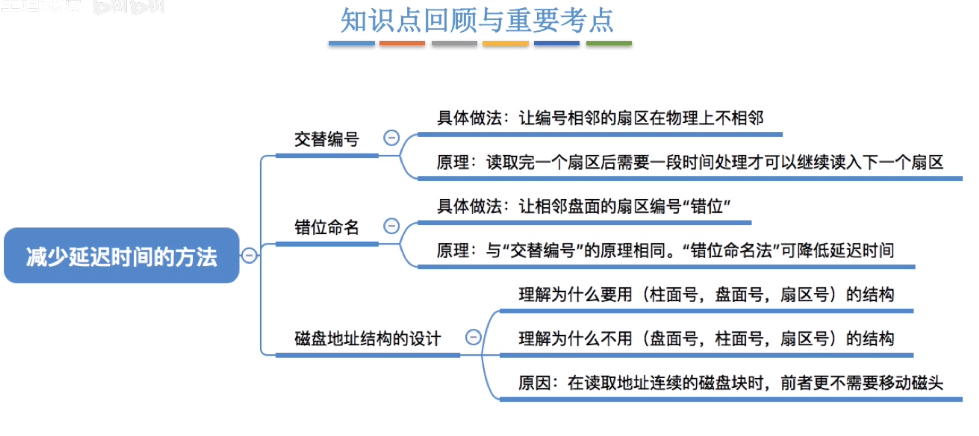 知识点回顾与重要考点
减少延迟时间的方法
交替编号
具体做法：让编号相邻的扇区在物理上不相邻
原理：读取完一个扇区后需要一段时间处理才可以继续读入下一个扇区
错位命名
具体做法：让相邻盘面的扇区编号“错位”
原理：与“交替编号”的原理相同。“错位命名法”可降低延迟时间
磁盘地址结构的设计
理解为什么要用（柱面号，盘面号，扇区号）的结构
理解为什么不用（盘面号，柱面号，扇区号）的结构
原因：在读取地址连续的磁盘块时，前者更不需要移动磁头